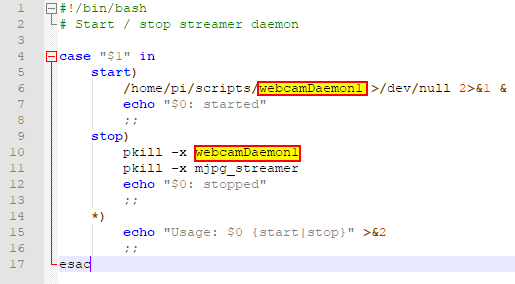 1 #!/bin/bash
2 # Start / stop streamer daemon
3
4 case "$1" in
5     start)
6         /home/pi/scripts/webcamDaemon1 >/dev/null 2>&1 &
7         echo "$0: started"
8         ;;
9     stop)
10         pkill -x webcamDaemon1
11         pkill -x mjpg_streamer
12         echo "$0: stopped"
13         ;;
14     *)
15         echo "Usage: $0 {start|stop}" >&2
16         ;;
17 esac